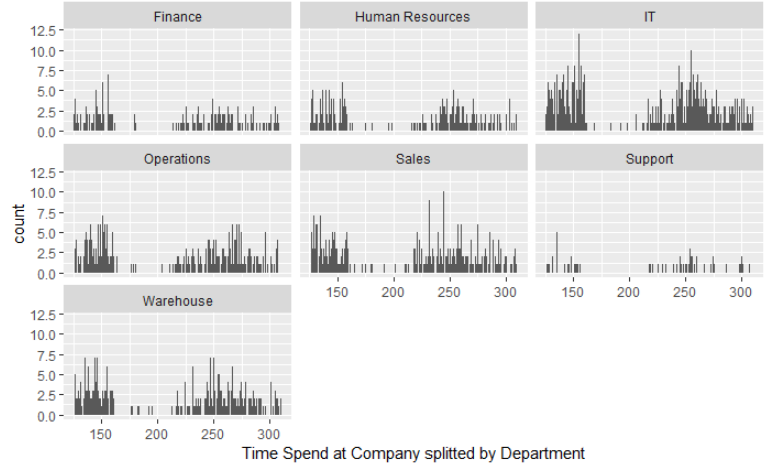 Finance Human Resources IT
12.5
10.0
7.5
5.0
2.5
0.0
Operations Sales Support
12.5
10.0
7.5
5.0
2.5
0.0
150 200 250 300 150 200 250 300
Warehouse
12.5
10.0
7.5
5.0
2.5
0.0
150 200 250 300
count
Time Spend at Company splitted by Department